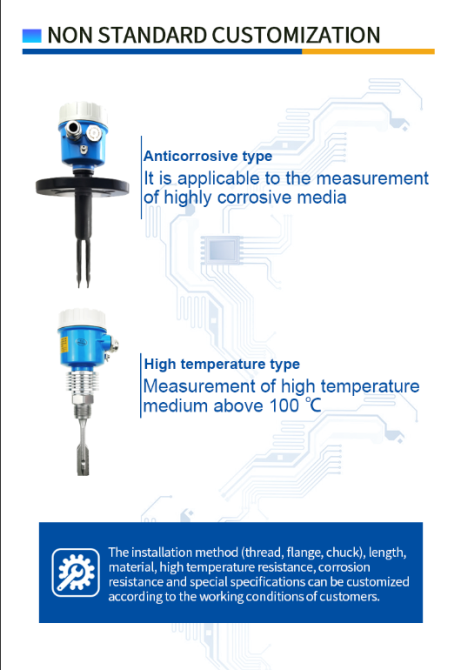 NON STANDARD CUSTOMIZATION
Anticorrosive type
It is applicable to the measurement
of highly corrosive media
High temperature type
Measurement of high temperature
medium above 100 ℃
The installation method (thread, flange, chuck), length,
material, high temperature resistance, corrosion
resistance and special specifications can be customized
according to the working conditions of customers.